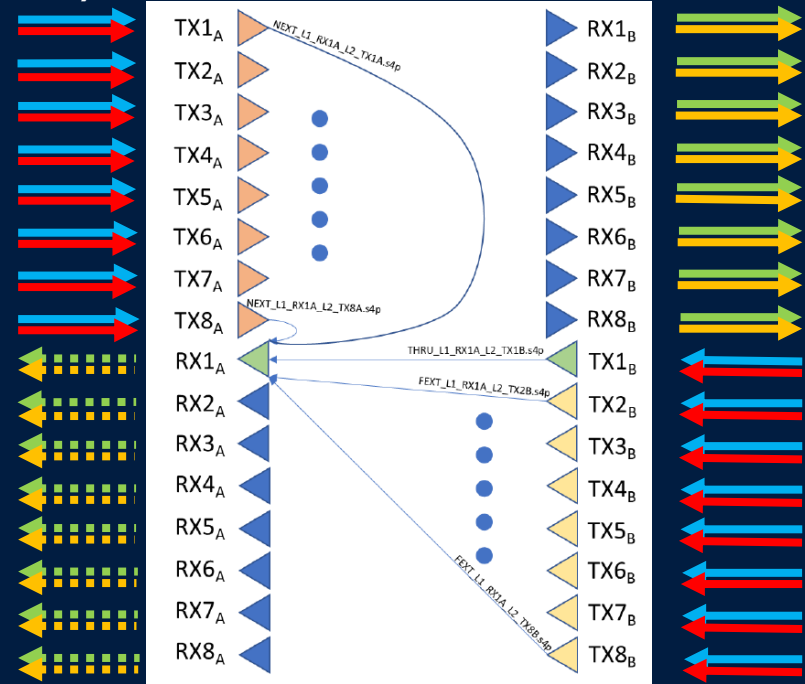 TX1A
NEXT_L1_RX1A_L2_TX1A.s4p
RX1B
TX2A
RX2B
TX3A
RX3B
TX4A
RX4B
TX5A
RX5B
TX6A
RX6B
TX7A
RX7B
NEXT_L1_RX1A_L2_TX8A.s4p
TX8A
RX8B
RX1A
THRU_L1_RX1A_L2_TX1B.s4p
TX1B
FEXT_L1_RX1A_L2_TX2B.s4p
RX2A
TX2B
RX3A
TX3B
RX4A
TX4B
RX5A
TX5B
RX6A
TX6B
FEXT_L1_RX1A_L2_TX8B.s4p
RX7A
TX7B
RX8A
TX8B